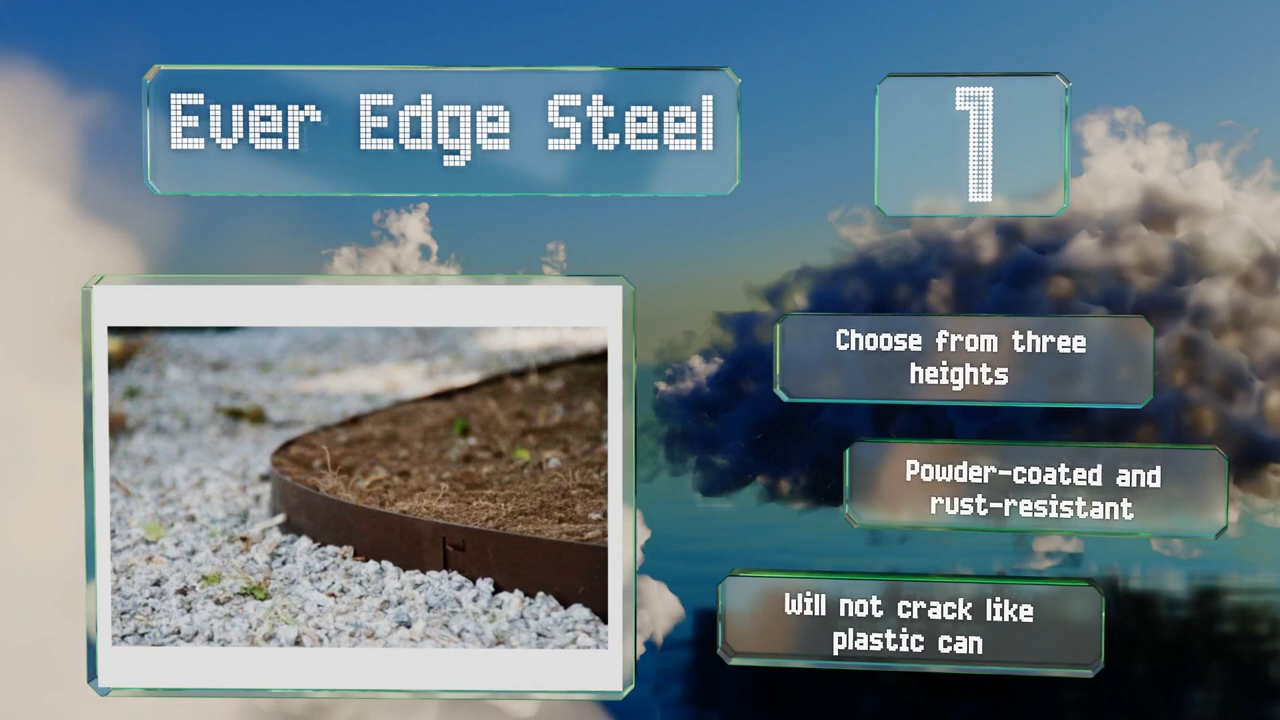 Ever Edge Steel
1
Choose from three
heights
Powder-coated and
rust-resistant
Will not crack like
plastic can